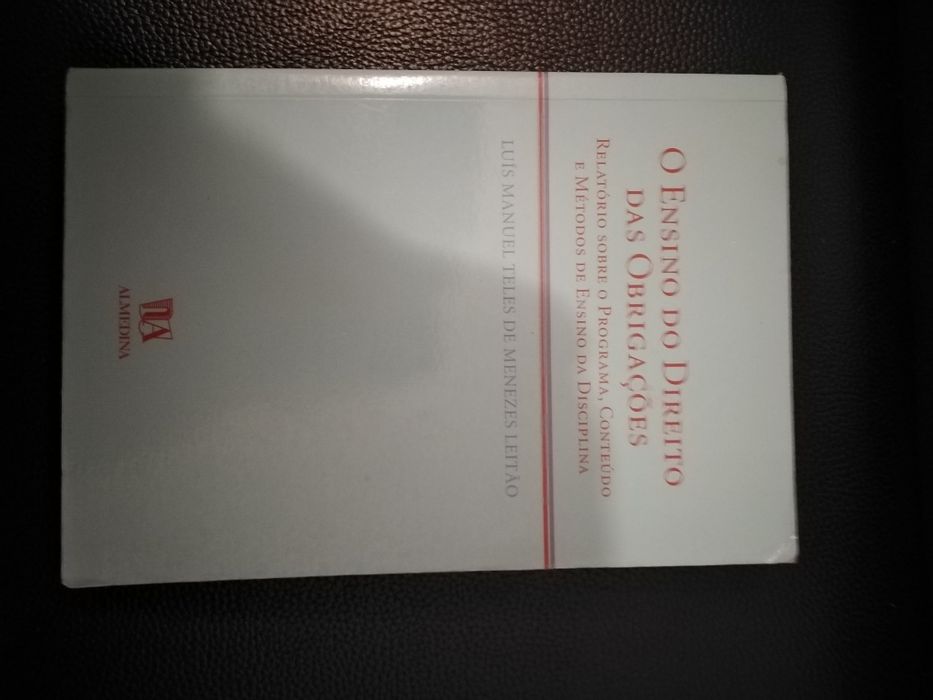 O ENSINO DO DIREITO
DAS OBRIGAÇÕES
RELATÓRIO SOBRE O PROGRAMA, CONTEÚDO
E MÉTODOS DE ENSINO DA DISCIPLINA
LUÍS MANUEL TELES DE MENEZES LEITÃO
ALMEDINA